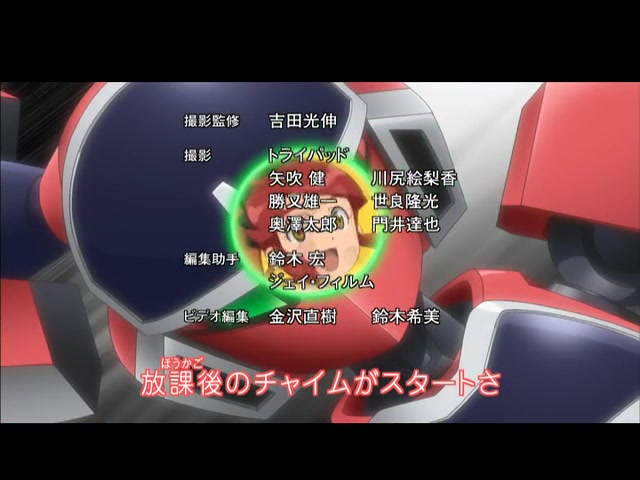 撮影監修 吉田光伸
撮影 トライパッド
矢吹 健 川尻絵梨香
勝又雄一 世良隆光
奥澤太郎 門井達也
編集助手 鈴木 宏
ジェイ・フィルム
ビデオ編集 金沢直樹 鈴木希美
ほうかご
放課後のチャイムがスタートさ